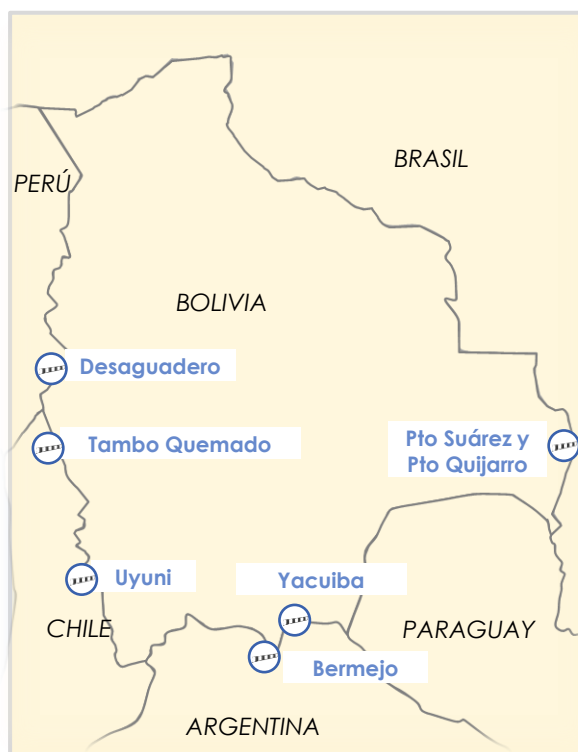 BRASIL
PERÚ
BOLIVIA
Desaguadero
Tambo Quemado
Pto Suárez y
Pto Quijarro
Uyuni
Yacuiba
CHILE
PARAGUAY
Bermejo
ARGENTINA